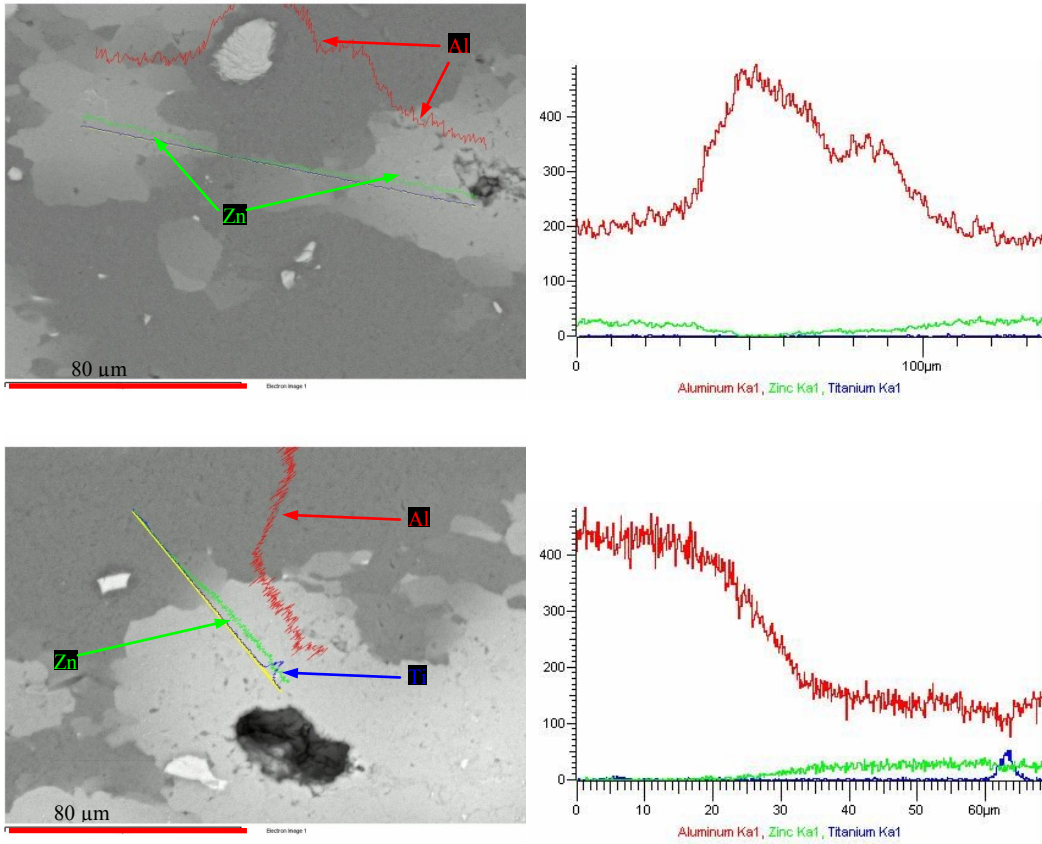 Al
Zn
80 µm
Electron Image 1
400
300
200
100
0
0
100µm
Aluminum Ka1, Zinc Ka1, Titanium Ka1
Al
Zn
Ti
80 µm
Electron Image 1
400
300
200
100
0
0
10
20
30
40
50
60µm
Aluminum Ka1, Zinc Ka1, Titanium Ka1